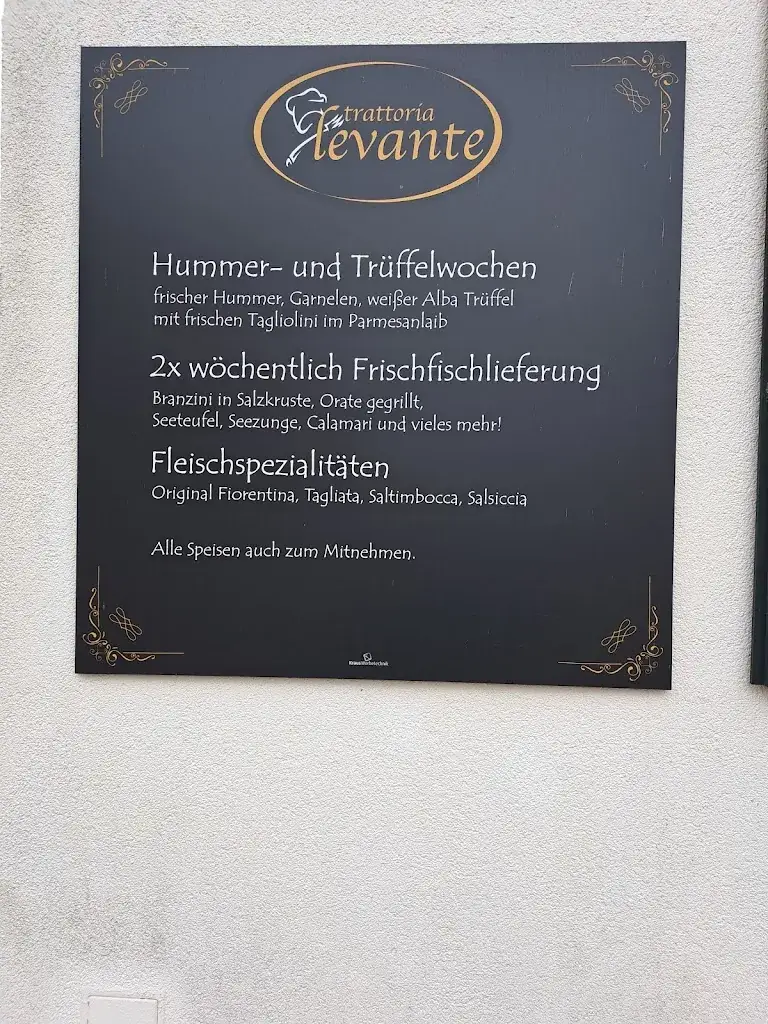 trattoria
levante
Hummer- und Trüffelwochen
frischer Hummer, Garnelen, weißer Alba Trüffel
mit frischen Tagliolini im Parmesanlaib
2x wöchentlich Frischfischlieferung
Branzini in Salzkruste, Orate gegrillt,
Seeteufel, Seezunge, Calamari und vieles mehr!
Fleischspezialitäten
Original Fiorentina, Tagliata, Saltimbocca, Salsiccia
Alle Speisen auch zum Mitnehmen.